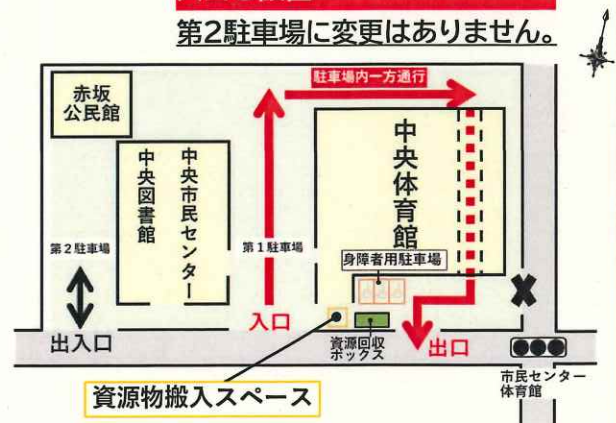 第2駐車場に変更はありません。
駐車場内一方通行
赤坂
公民館
中央図書館
中央市民センター
中央体育館
第2駐車場
第1駐車場
身障者用駐車場
入口
出入口
資源回収
ボックス
出口
市民センター
体育館
資源物搬入スペース